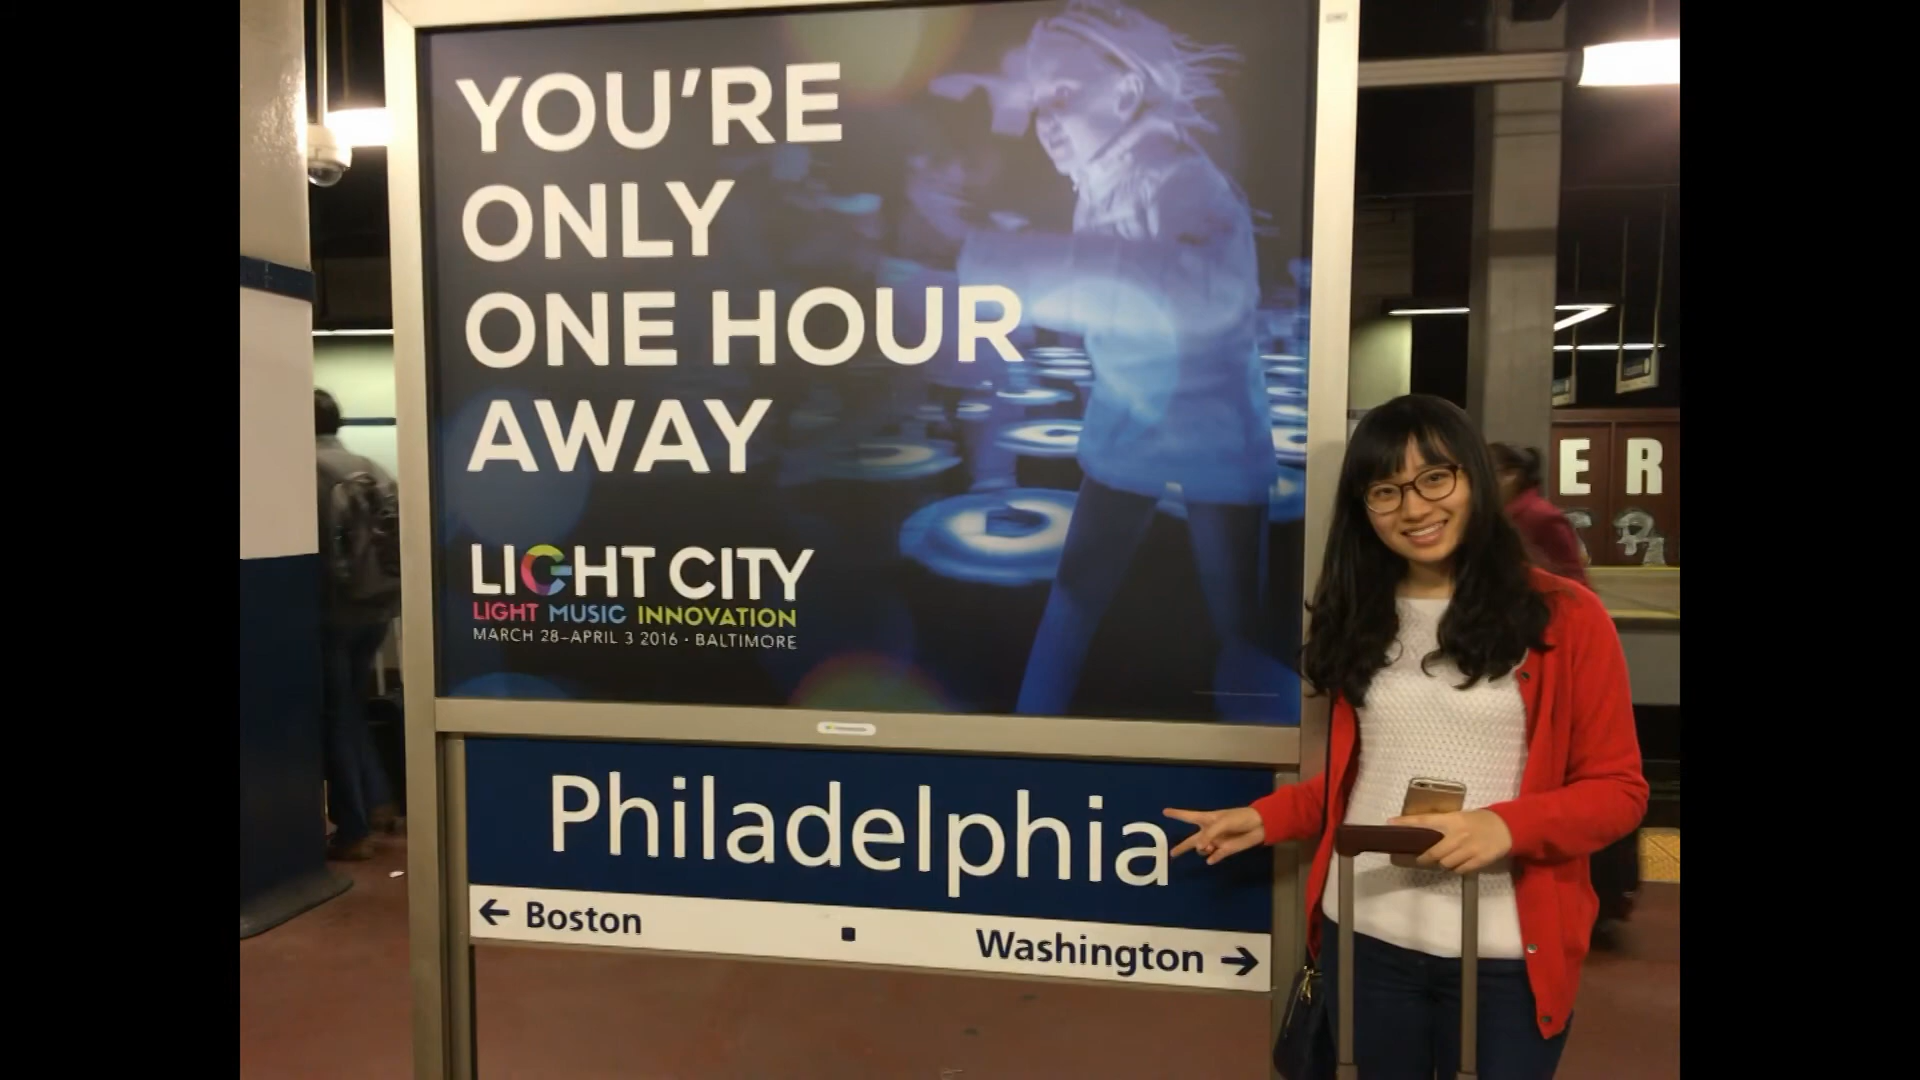 YOU'RE
ONLY
ONE HOUR
AWAY
LIGHT CITY
LIGHT MUSIC INNOVATION
MARCH 28–APRIL 3 2016 · BALTIMORE
Philadelphia
← Boston
Washington →
E R